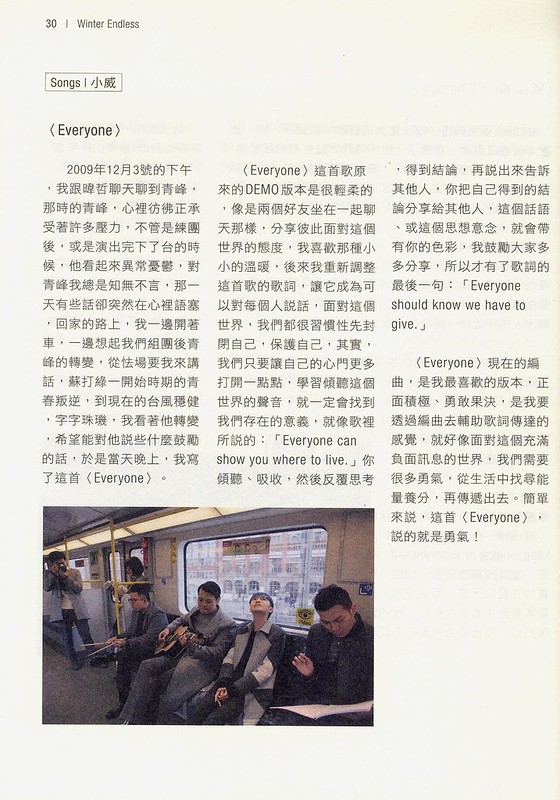 30 | Winter Endless
Songs | 小威
〈Everyone〉
2009年12月3號的下午
，我跟暐哲聊天聊到青峰，
那時的青峰，心裡彷彿正承
受著許多壓力，不管是練團
後，或是演出完下了台的時
候，他看起來異常憂鬱，對
青峰我總是知無不言，那一
天有些話卻突然在心裡語塞
，回家的路上，我一邊開著
車，一邊想起我們組團後青
峰的轉變，從怯場要我來講
話，蘇打綠一開始時期的青
春叛逆，到現在的台風穩健
，字字珠璣，我看著他轉變
，希望能對他説些什麼鼓勵
的話，於是當天晚上，我寫
了這首〈Everyone〉。
〈Everyone〉這首歌原
來的DEMO版本是很輕柔的
，像是兩個好友坐在一起聊
天那樣，分享彼此面對這個
世界的態度，我喜歡那種小
小的溫暖，後來我重新調整
這首歌的歌詞，讓它成為可
以對每個人説話，面對這個
世界，我們都很習慣性先封
閉自己，保護自己，其實，
我們只要讓自己的心門更多
打開一點點，學習傾聽這個
世界的聲音，就一定會找到
我們存在的意義，就像歌裡
所説的：「Everyone can
show you where to live.」你
傾聽、吸收，然後反覆思考
，得到結論，再説出來告訴
其他人，你把自己得到的結
論分享給其他人，這個話語
、或這個思想意念，就會帶
有你的色彩，我鼓勵大家多
多分享，所以才有了歌詞的
最後一句：「Everyone
should know we have to
give.」
〈Everyone〉現在的編
曲，是我最喜歡的版本，正
面積極、勇敢果決，是我要
透過編曲去輔助歌詞傳達的
感覺，就好像面對這個充滿
負面訊息的世界，我們需要
很多勇氣，從生活中找尋能
量養分，再傳遞出去。簡單
來説，這首〈Everyone〉，
説的就是勇氣！